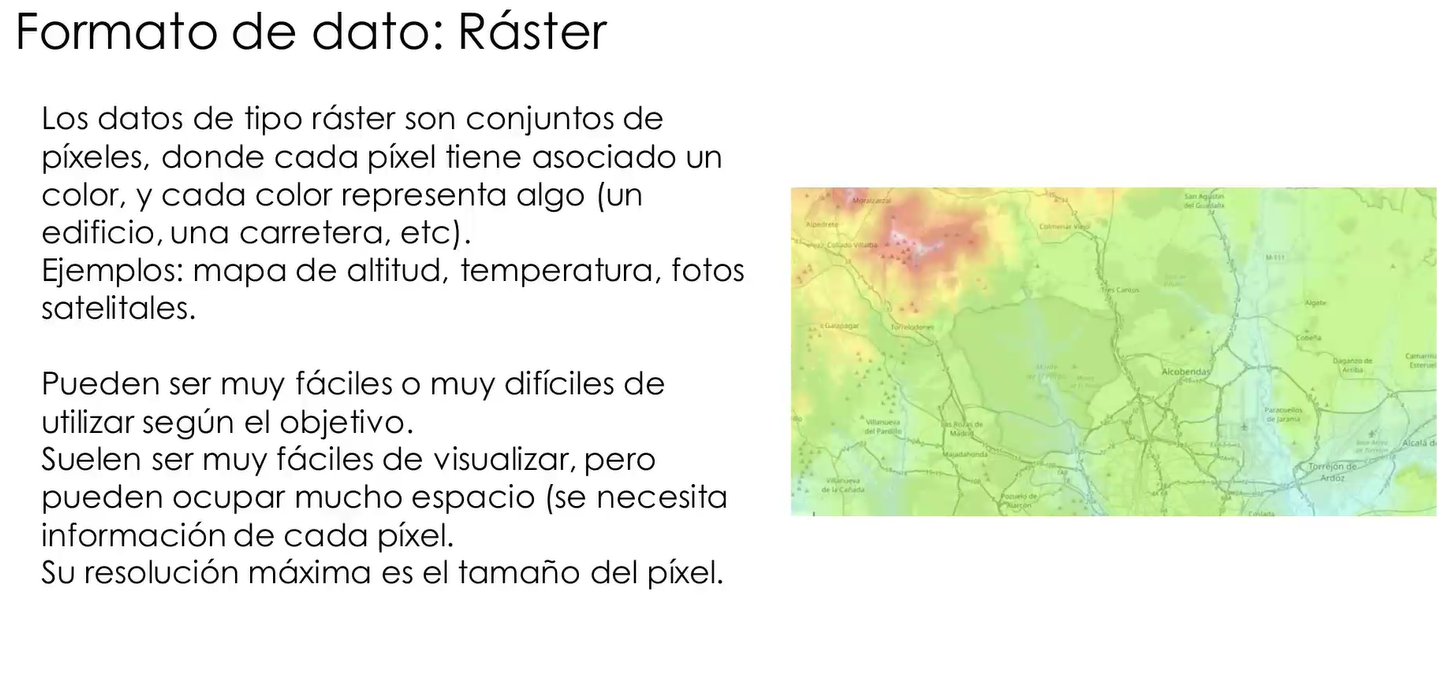 Formato de dato: Ráster
Los datos de tipo ráster son conjuntos de
píxeles, donde cada píxel tiene asociado un
color, y cada color representa algo (un
edificio, una carretera, etc).
Ejemplos: mapa de altitud, temperatura, fotos
satelitales.
Pueden ser muy fáciles o muy difíciles de
utilizar según el objetivo.
Suelen ser muy fáciles de visualizar, pero
pueden ocupar mucho espacio (se necesita
información de cada píxel.
Su resolución máxima es el tamaño del píxel.
Moralzarzal
San Agustín
del Guadalix
Alpedrete
Colmenar Viejo
Collado Villalba
M-111
Tres Cantos
Algete
Galapagar
Torrelodones
Cobeña
Daganzo de
Arriba
Alcobendas
Paracuellos
de Jarama
Villanueva
del Pardillo
Las Rozas de
Madrid
Majadahonda
Alcalá d
Torrejón de
Ardoz
Villanueva
de la Cañada
Pozuelo de
Alarcón
Coslada